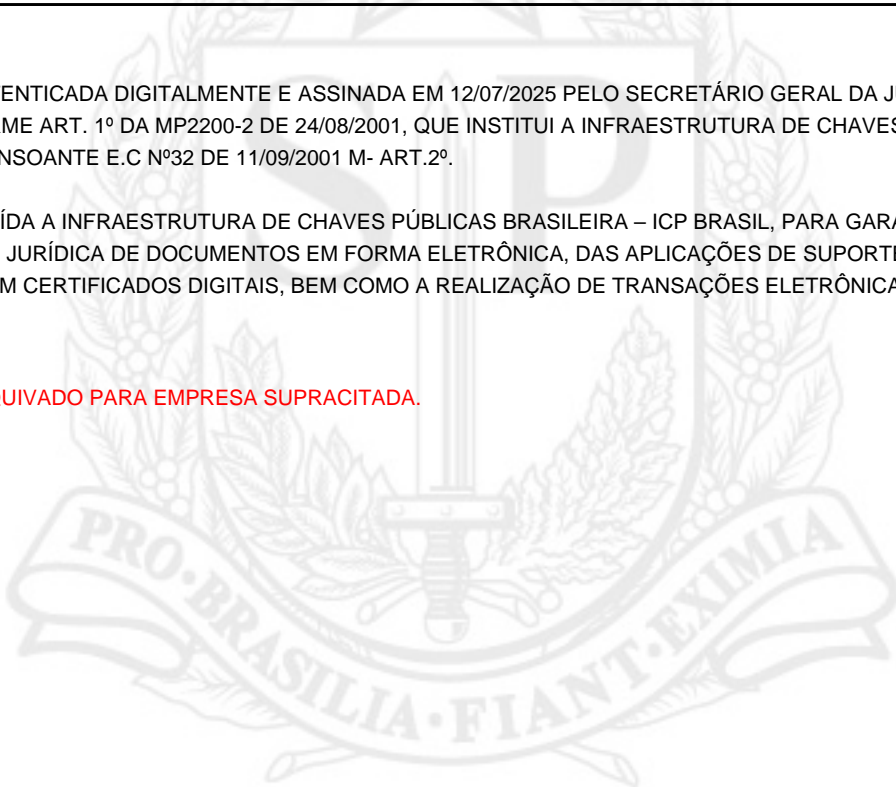 ENTICADA DIGITALMENTE E ASSINADA EM 12/07/2025 PELO SECRETÁRIO GERAL DA J
ME ART. 1º DA MP2200-2 DE 24/08/2001, QUE INSTITUI A INFRAESTRUTURA DE CHAVES
NSOANTE E.C Nº32 DE 11/09/2001 M- ART.2º.
ÍDA A INFRAESTRUTURA DE CHAVES PÚBLICAS BRASILEIRA – ICP BRASIL, PARA GARA
JURÍDICA DE DOCUMENTOS EM FORMA ELETRÔNICA, DAS APLICAÇÕES DE SUPORTE
M CERTIFICADOS DIGITAIS, BEM COMO A REALIZAÇÃO DE TRANSAÇÕES ELETRÔNICA
UIVADO PARA EMPRESA SUPRACITADA.
SP
PRO·BRASILIA·FIANT·EXIMIA